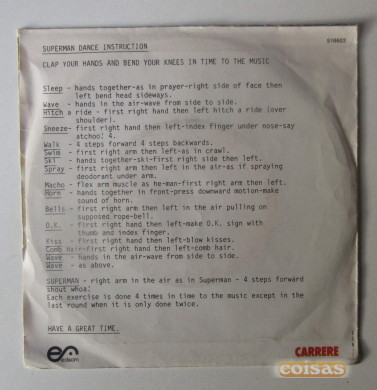 SUPERMAN DANCE INSTRUCTION
CLAP YOUR HANDS AND BEND YOUR KNEES IN TIME TO THE MUSIC
Sleep - hands together-as in prayer-right side of face then
left bend head sideways.
Wave - hands in the air-wave from side to side.
Hitch a ride - first right hand then left hitch a ride (over
shoulder).
Sneeze- first right hand then left-index finger under nose-say
atchoo! 4.
Walk - 4 steps forward 4 steps backwards.
Swim - first right arm then left-as in crawl.
Ski - hands together-ski-first right side then left.
Spray - first right then left in the air-as if spraying
deodorant under arm.
Macho - flex arm muscle as he-man-first right arm then left.
Horn - hands together in front-press downward motion-make
sound of horn.
Bells - first right arm then left in the air pulling on
supposed rope-bell.
O.K. - first right hand then left-make O.K. sign with
thumb and index finger.
Kiss - first right hand then left-blow kisses.
Comb hair-first right hand then left-comb hair.
Wave - hands in the air-wave from side to side.
Wave - as above.
SUPERMAN - right arm in the air as in Superman - 4 steps forward
shout whoa!
Each exercise is done 4 times in time to the music except in the
last round when it is only done twice.
HAVE A GREAT TIME.
CARRERE
coisas